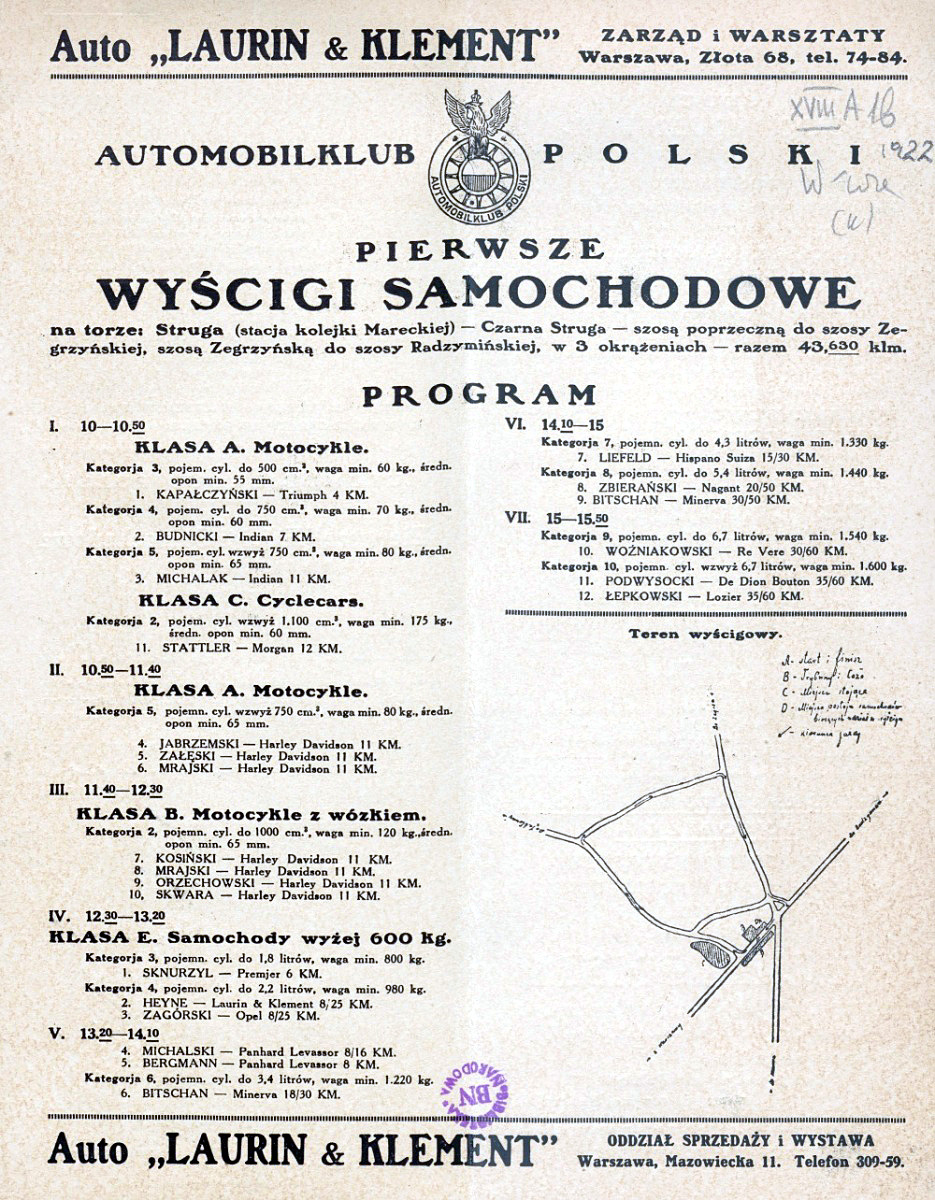 Auto „LAURIN & KLEMENT”
ZARZĄD i WARSZTATY
Warszawa, Złota 68, tel. 74-84.
XVIII A 1b
1922
AUTOMOBILKLUB POLSKI
AUTOMOBILKLUB POLSKI
PIERWSZE
WYŚCIGI SAMOCHODOWE
na torze: Struga (stacja kolejki Mareckiej) — Czarna Struga — szosą poprzeczną do szosy Ze-
grzyńskiej, szosą Zegrzyńską do szosy Radzymińskiej, w 3 okrążeniach — razem 43,630 klm.
PROGRAM
I. 10—10.50
KLASA A. Motocykle.
Kategorja 3, pojem. cyl. do 500 cm.³, waga min. 60 kg., średn.
opon min. 55 mm.
1. KAPAŁCZYŃSKI — Triumph 4 KM.
Kategorja 4, pojem. cyl. do 750 cm.³, waga min. 70 kg., średn.
opon min. 60 mm.
2. BUDNICKI — Indian 7 KM.
Kategorja 5, pojem. cyl. wzwyż 750 cm.³, waga min. 80 kg., średn.
opon min. 65 mm.
3. MICHALAK — Indian 11 KM.
KLASA C. Cyclecars.
Kategorja 2, pojem. cyl. wzwyż 1.100 cm.³, waga min. 175 kg.,
średn. opon min. 60 mm.
11. STATTLER — Morgan 12 KM.
II. 10.50—11.40
KLASA A. Motocykle.
Kategorja 5, pojemn. cyl. wzwyż 750 cm.³, waga min. 80 kg., średn.
opon min. 65 mm.
4. JABRZEMSKI — Harley Davidson 11 KM.
5. ZAŁĘSKI — Harley Davidson 11 KM.
6. MRAJSKI — Harley Davidson 11 KM.
III. 11.40—12.30
KLASA B. Motocykle z wózkiem.
Kategorja 2, pojemn. cyl. do 1000 cm.³, waga min. 120 kg., średn.
opon min. 65 mm.
7. KOSIŃSKI — Harley Davidson 11 KM.
8. MRAJSKI — Harley Davidson 11 KM.
9. ORZECHOWSKI — Harley Davidson 11 KM.
10, SKWARA — Harley Davidson 11 KM.
IV. 12.30—13.20
KLASA E. Samochody wyżej 600 kg.
Kategorja 3, pojemn. cyl. do 1,8 litrów, waga min. 800 kg.
1. SKNURZYL — Premjer 6 KM.
Kategorja 4, pojemn. cyl. do 2,2 litrów, waga min. 980 kg.
2. HEYNE — Laurin & Klement 8/25 KM.
3. ZAGÓRSKI — Opel 8/25 KM.
V. 13.20—14.10
4. MICHALSKI — Panhard Levassor 8/16 KM.
5. BERGMANN — Panhard Levassor 8 KM.
Kategorja 6, pojemn. cyl. do 3,4 litrów, waga min. 1.220 kg.
6. BITSCHAN — Minerva 18/30 KM.
VI. 14.10—15
Kategorja 7, pojemn. cyl. do 4,3 litrów, waga min. 1.330 kg.
7. LIEFELD — Hispano Suiza 15/30 KM.
Kategorja 8, pojemn. cyl. do 5,4 litrów, waga min. 1.440 kg.
8. ZBIERAŃSKI — Nagant 20/50 KM.
9. BITSCHAN — Minerva 30/50 KM.
VII. 15—15.50
Kategorja 9, pojemn. cyl. do 6,7 litrów, waga min. 1.540 kg.
10. WOŹNIAKOWSKI — Re Vere 30/60 KM.
Kategorja 10, pojemn. cyl. wzwyż 6,7 litrów, waga min. 1.600 kg.
11. PODWYSOCKI — De Dion Bouton 35/60 KM.
12. ŁEPKOWSKI — Lozier 35/60 KM.
Teren wyścigowy.
A - start i finisz
B - Trybuny i loże
C - Miejsca stojące
D - Miejsce postoju samochodów
kierunek jazdy
BIBLJOTEKA NARODOWA
BN
Auto „LAURIN & KLEMENT”
ODDZIAŁ SPRZEDAŻY i WYSTAWA
Warszawa, Mazowiecka 11. Telefon 309-59.